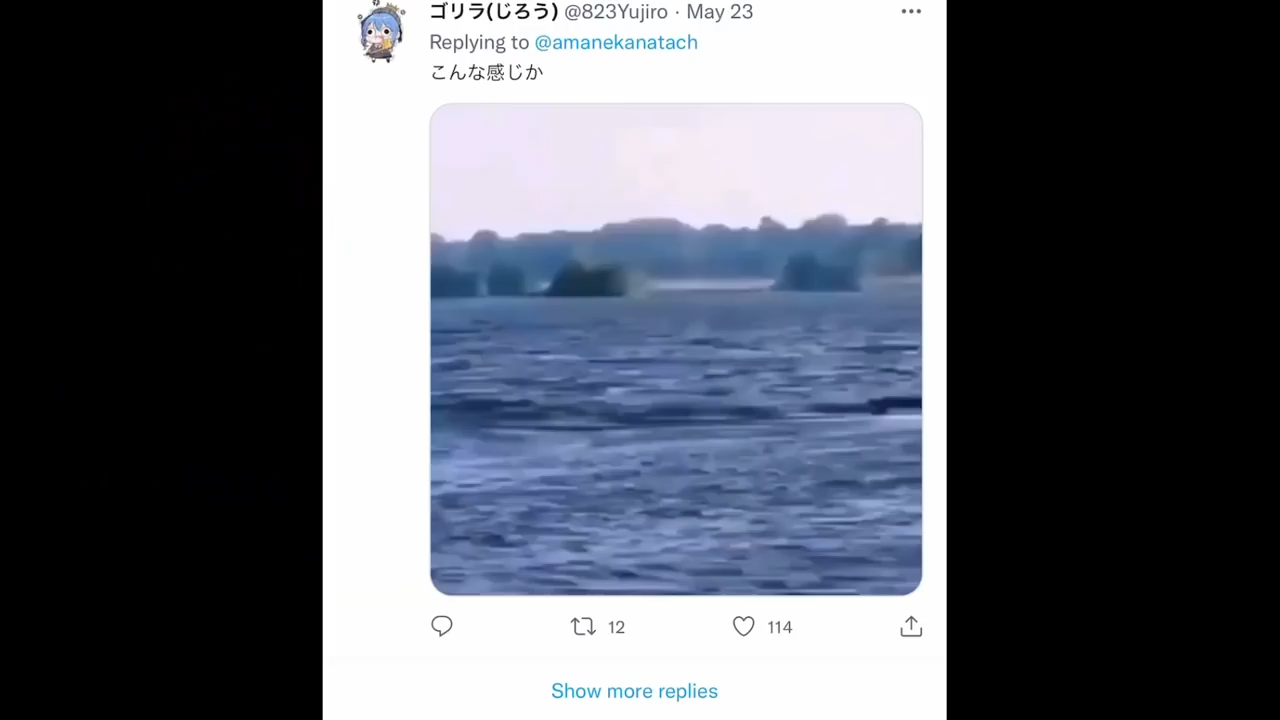 ゴリラ(じろう) @823Yujiro · May 23
Replying to @amanekanatach
こんな感じか
12
114
Show more replies